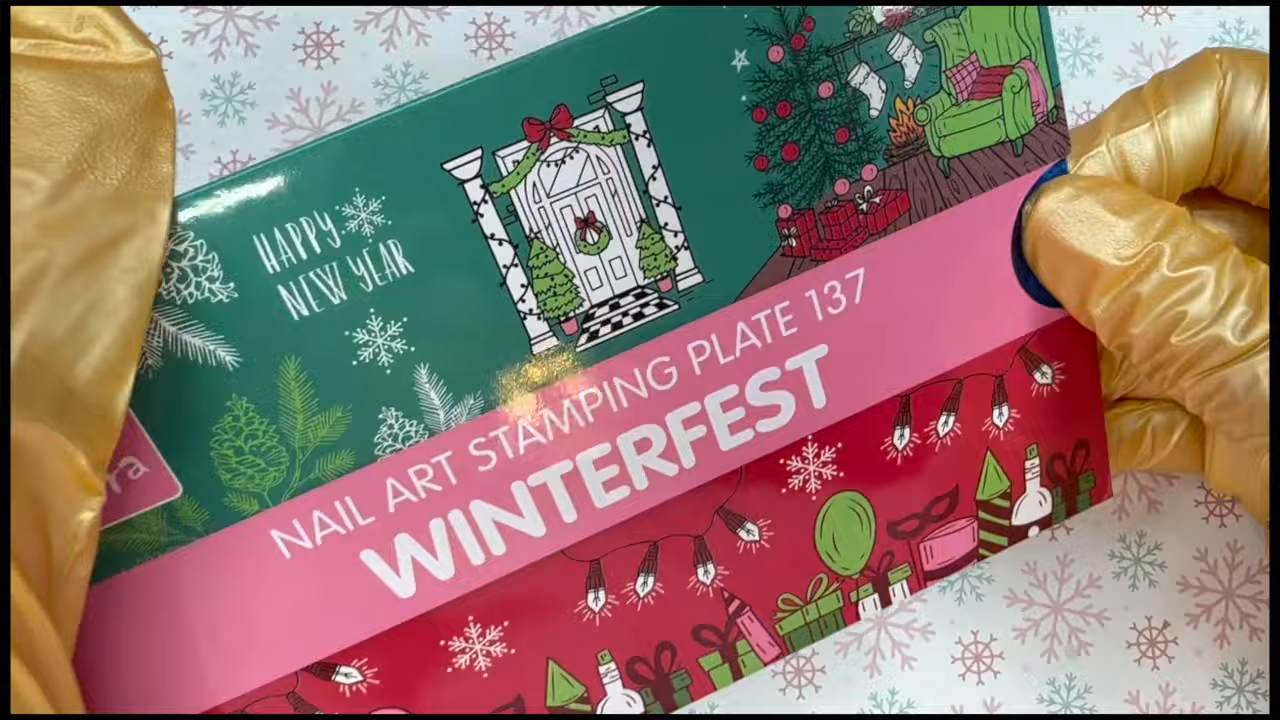 HAPPY
NEW YEAR
NAIL ART STAMPING PLATE 137
WINTERFEST